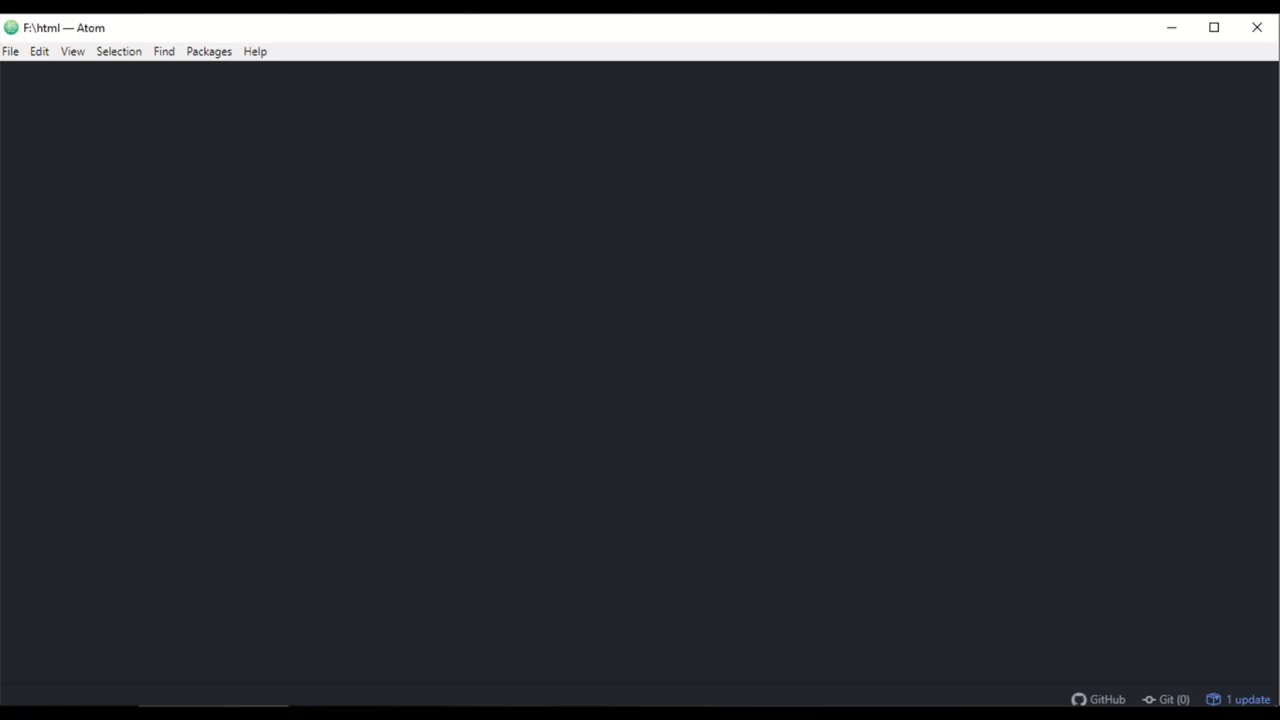 F:\html — Atom
File Edit View Selection Find Packages Help
GitHub Git (0) 1 update